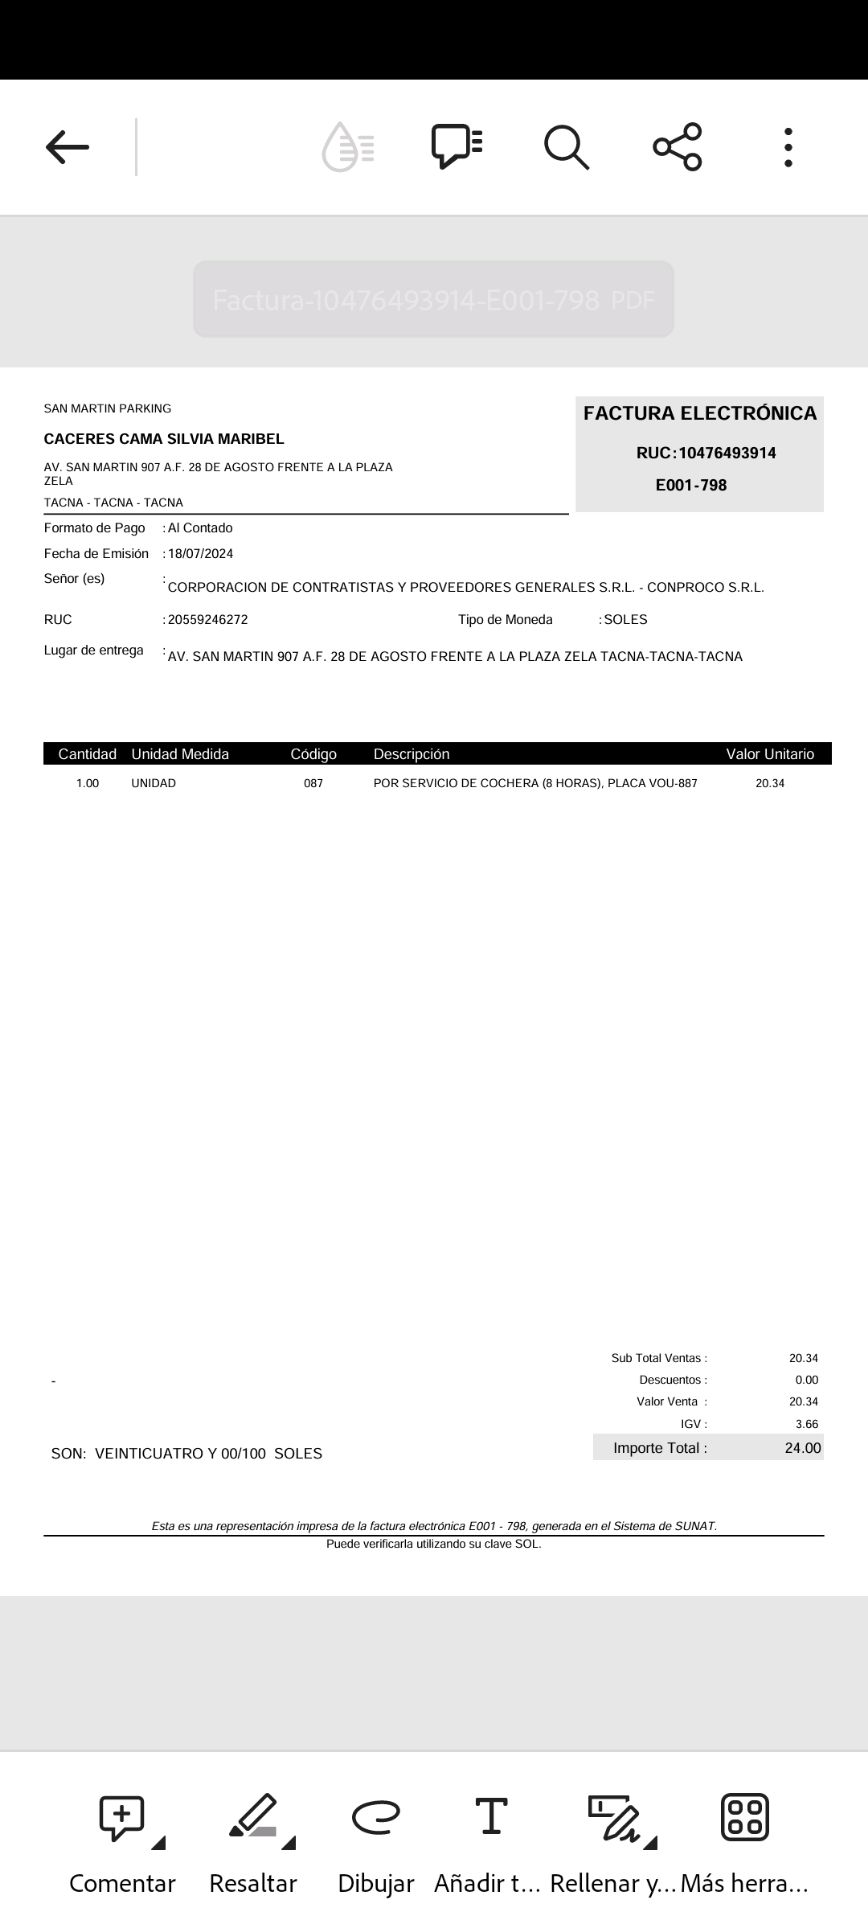 Factura-10476493914-E001-798 PDF
SAN MARTIN PARKING
CACERES CAMA SILVIA MARIBEL
AV. SAN MARTIN 907 A.F. 28 DE AGOSTO FRENTE A LA PLAZA
ZELA
TACNA - TACNA - TACNA
FACTURA ELECTRÓNICA
RUC:10476493914
E001-798
Formato de Pago : Al Contado
Fecha de Emisión : 18/07/2024
Señor (es) : CORPORACION DE CONTRATISTAS Y PROVEEDORES GENERALES S.R.L. - CONPROCO S.R.L.
RUC : 20559246272 Tipo de Moneda : SOLES
Lugar de entrega : AV. SAN MARTIN 907 A.F. 28 DE AGOSTO FRENTE A LA PLAZA ZELA TACNA-TACNA-TACNA
Cantidad Unidad Medida Código Descripción Valor Unitario
1.00 UNIDAD 087 POR SERVICIO DE COCHERA (8 HORAS), PLACA VOU-887 20.34
Sub Total Ventas : 20.34
- Descuentos : 0.00
Valor Venta : 20.34
IGV : 3.66
SON: VEINTICUATRO Y 00/100 SOLES Importe Total : 24.00
Esta es una representación impresa de la factura electrónica E001 - 798, generada en el Sistema de SUNAT.
Puede verificarla utilizando su clave SOL.
Comentar Resaltar Dibujar Añadir t... Rellenar y... Más herra...